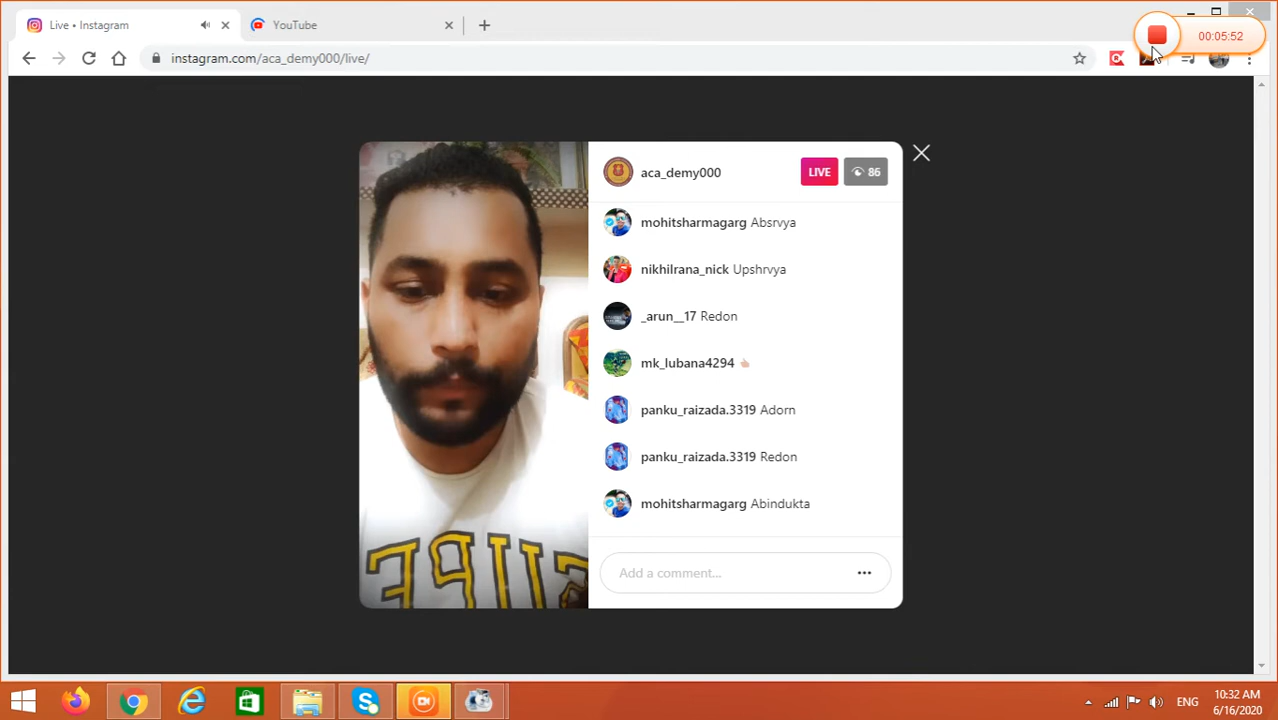 Live • Instagram
YouTube
00:05:52
instagram.com/aca_demy000/live/
aca_demy000
LIVE
86
mohitsharmagarg Absrvya
nikhilrana_nick Upshrvya
_arun__17 Redon
mk_lubana4294
panku_raizada.3319 Adorn
panku_raizada.3319 Redon
mohitsharmagarg Abindukta
Add a comment...
ENG
10:32 AM
6/16/2020